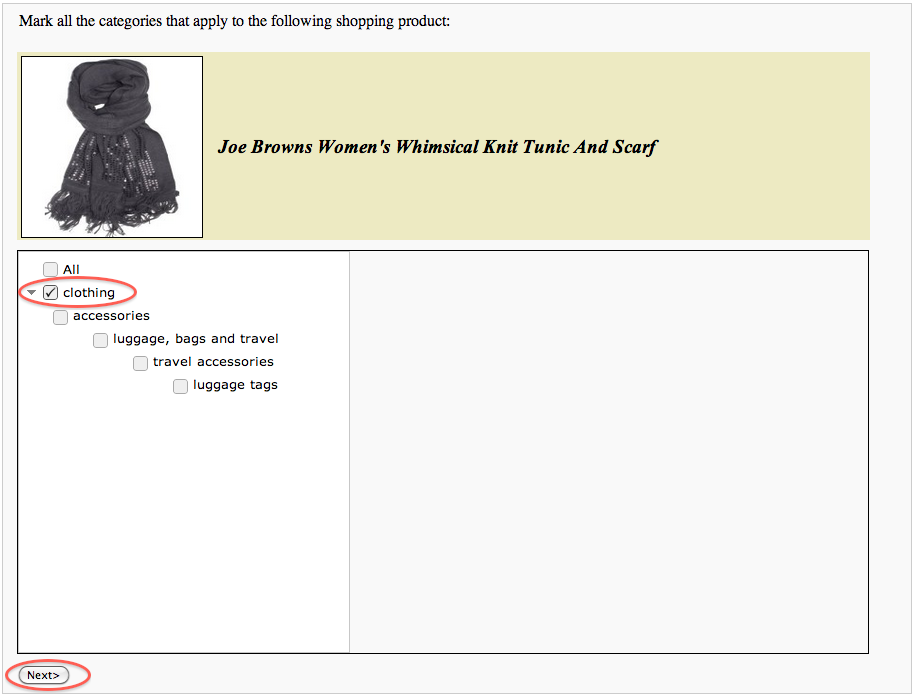 Mark all the categories that apply to the following shopping product:
Joe Browns Women's Whimsical Knit Tunic And Scarf
All
clothing
accessories
luggage, bags and travel
travel accessories
luggage tags
Next>